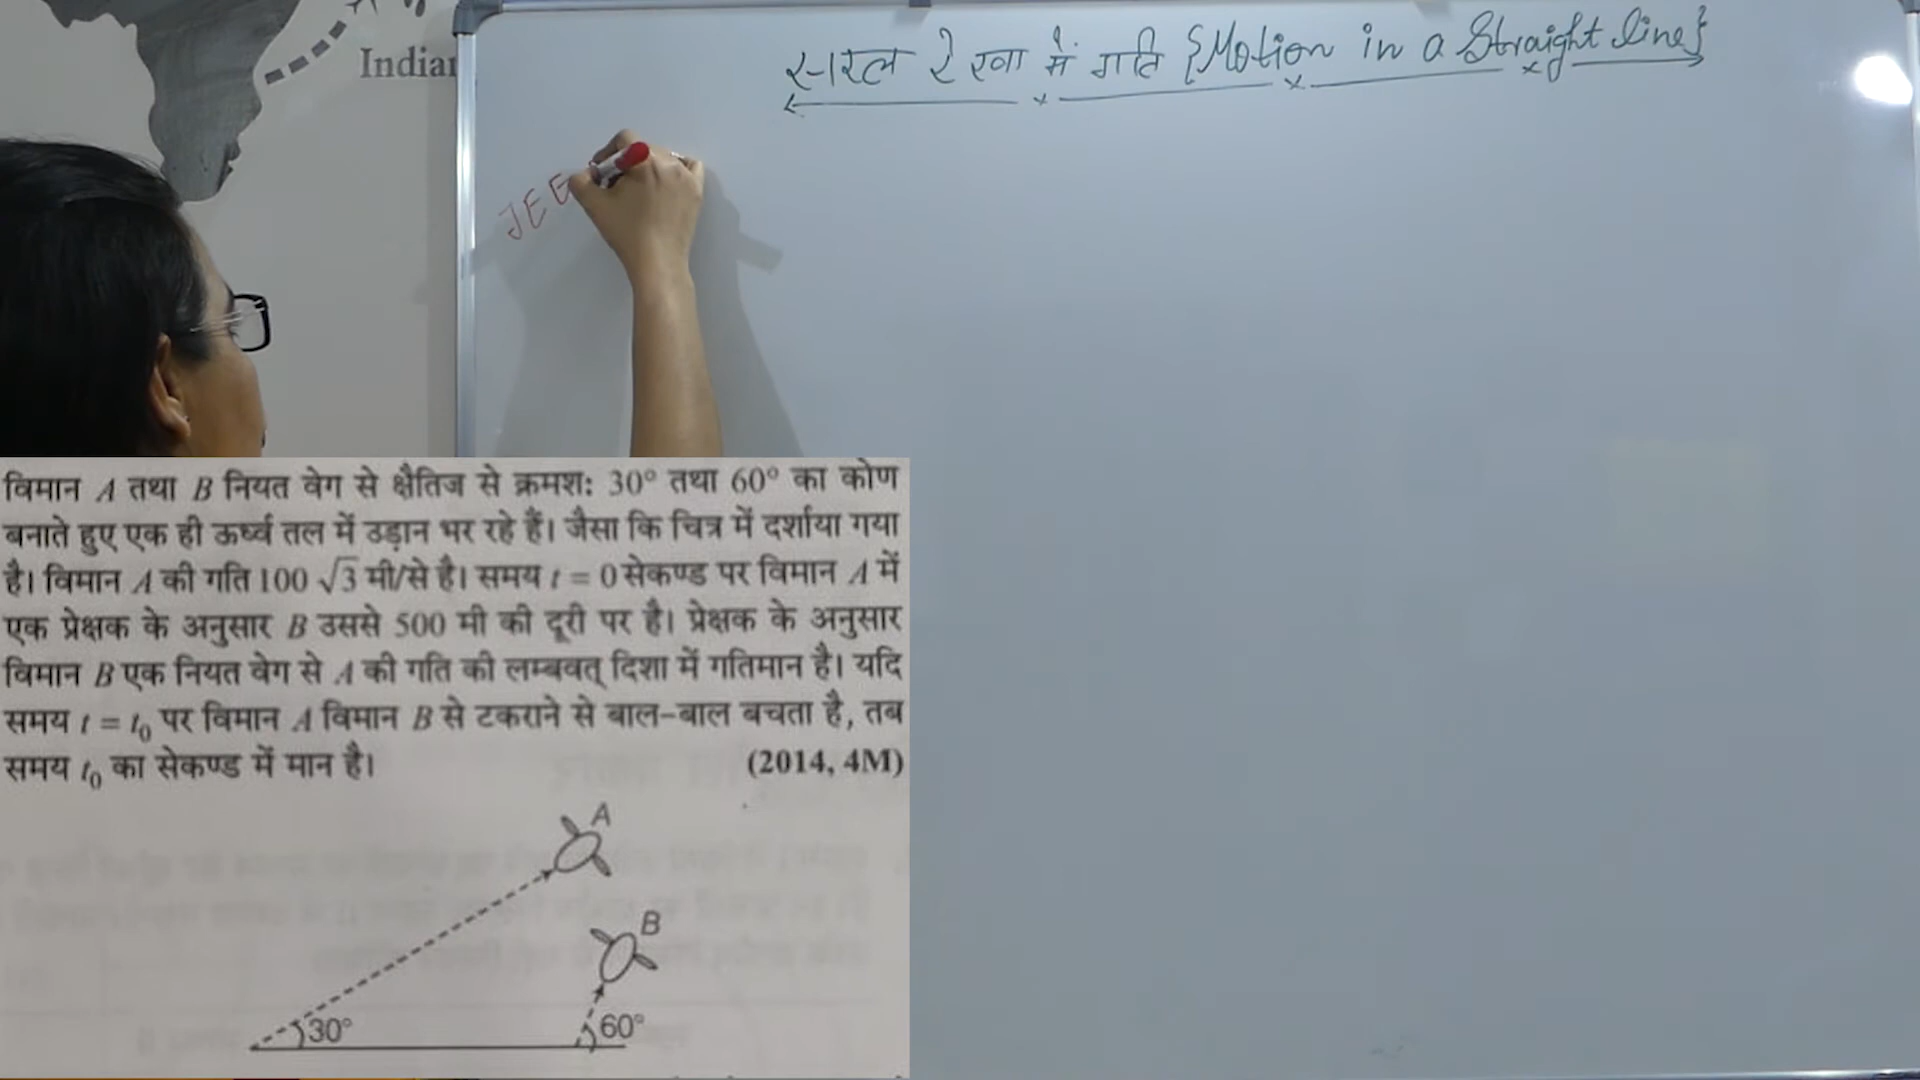 Indian
सरल रेखा में गति {Motion in a Straight line}
JEE
विमान A तथा B नियत वेग से क्षैतिज से क्रमश: 30° तथा 60° का कोण
बनाते हुए एक ही ऊर्ध्व तल में उड़ान भर रहे हैं। जैसा कि चित्र में दर्शाया गया
है। विमान A की गति 100 √3 मी/से है। समय t = 0 सेकण्ड पर विमान A में
एक प्रेक्षक के अनुसार B उससे 500 मी की दूरी पर है। प्रेक्षक के अनुसार
विमान B एक नियत वेग से A की गति की लम्बवत् दिशा में गतिमान है। यदि
समय t = t₀ पर विमान A विमान B से टकराने से बाल-बाल बचता है, तब
समय t₀ का सेकण्ड में मान है। (2014, 4M)
A
B
30°
60°